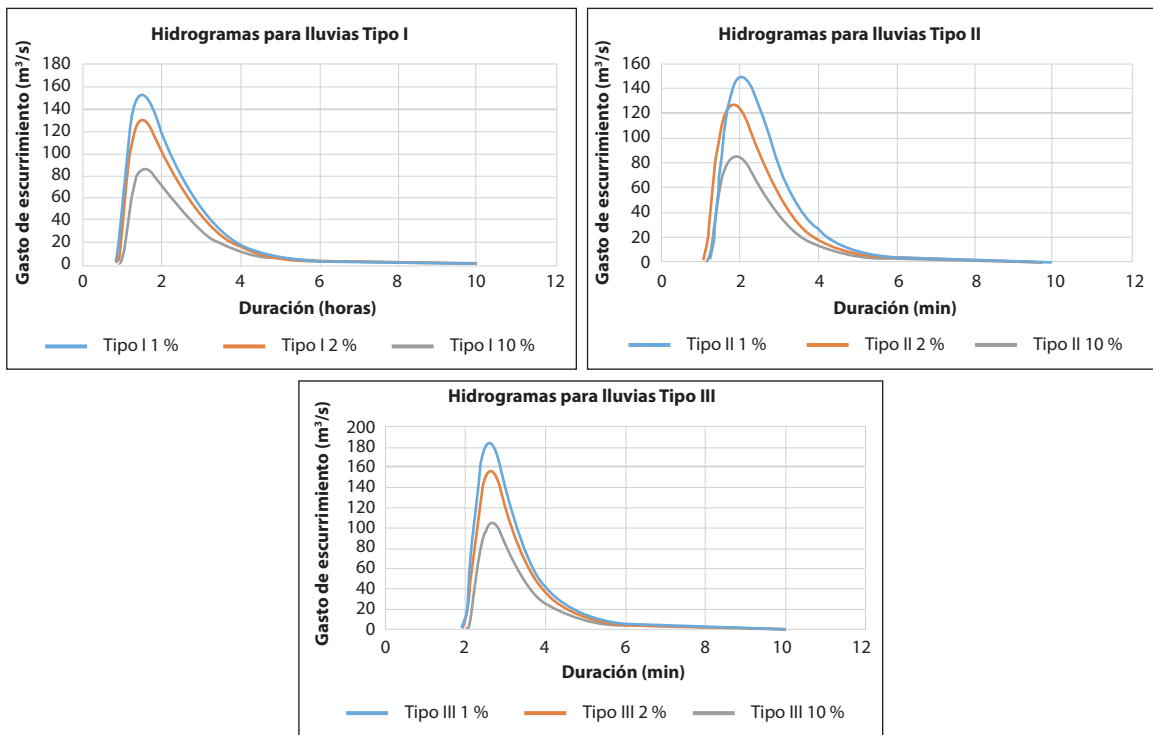 Hidrogramas para lluvias Tipo I
Gasto de escurrimiento (m³/s)
180
160
140
120
100
80
60
40
20
0
0 2 4 6 8 10 12
Duración (horas)
Tipo I 1 % Tipo I 2 % Tipo I 10 %
Hidrogramas para lluvias Tipo II
Gasto de escurrimiento (m³/s)
160
140
120
100
80
60
40
20
0
0 2 4 6 8 10 12
Duración (min)
Tipo II 1 % Tipo II 2 % Tipo II 10 %
Hidrogramas para lluvias Tipo III
Gasto de escurrimiento (m³/s)
200
180
160
140
120
100
80
60
40
20
0
0 2 4 6 8 10 12
Duración (min)
Tipo III 1 % Tipo III 2 % Tipo III 10 %